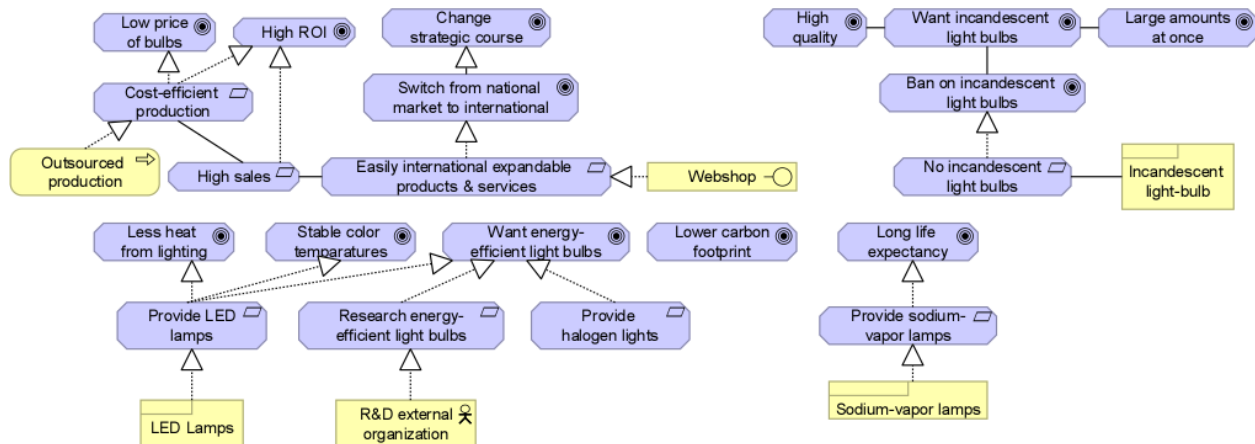 Low price
of bulbs
High ROI
Change
strategic course
High
quality
Want incandescent
light bulbs
Large amounts
at once
Cost-efficient
production
Switch from national
market to international
Ban on incandescent
light bulbs
Outsourced
production
High sales
Easily international expandable
products & services
Webshop
No incandescent
light bulbs
Incandescent
light-bulb
Less heat
from lighting
Stable color
temparatures
Want energy-
efficient light bulbs
Lower carbon
footprint
Long life
expectancy
Provide LED
lamps
Research energy-
efficient light bulbs
Provide
halogen lights
Provide sodium-
vapor lamps
LED Lamps
R&D external
organization
Sodium-vapor lamps